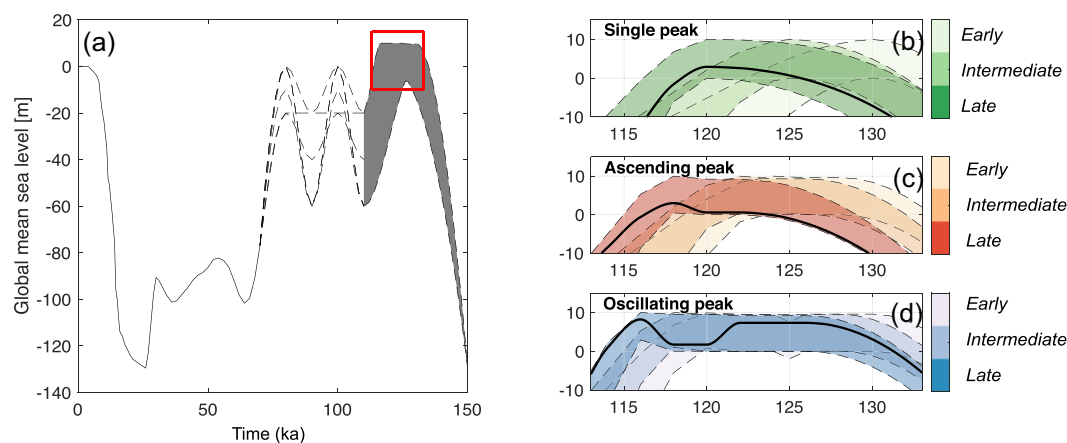 (a)
Global mean sea level [m]
20
0
-20
-40
-60
-80
-100
-120
-140
0 50 100 150
Time (ka)
Single peak (b)
10
0
-10
115 120 125 130
Early
Intermediate
Late
Ascending peak (c)
10
0
-10
115 120 125 130
Early
Intermediate
Late
Oscillating peak (d)
10
0
-10
115 120 125 130
Early
Intermediate
Late